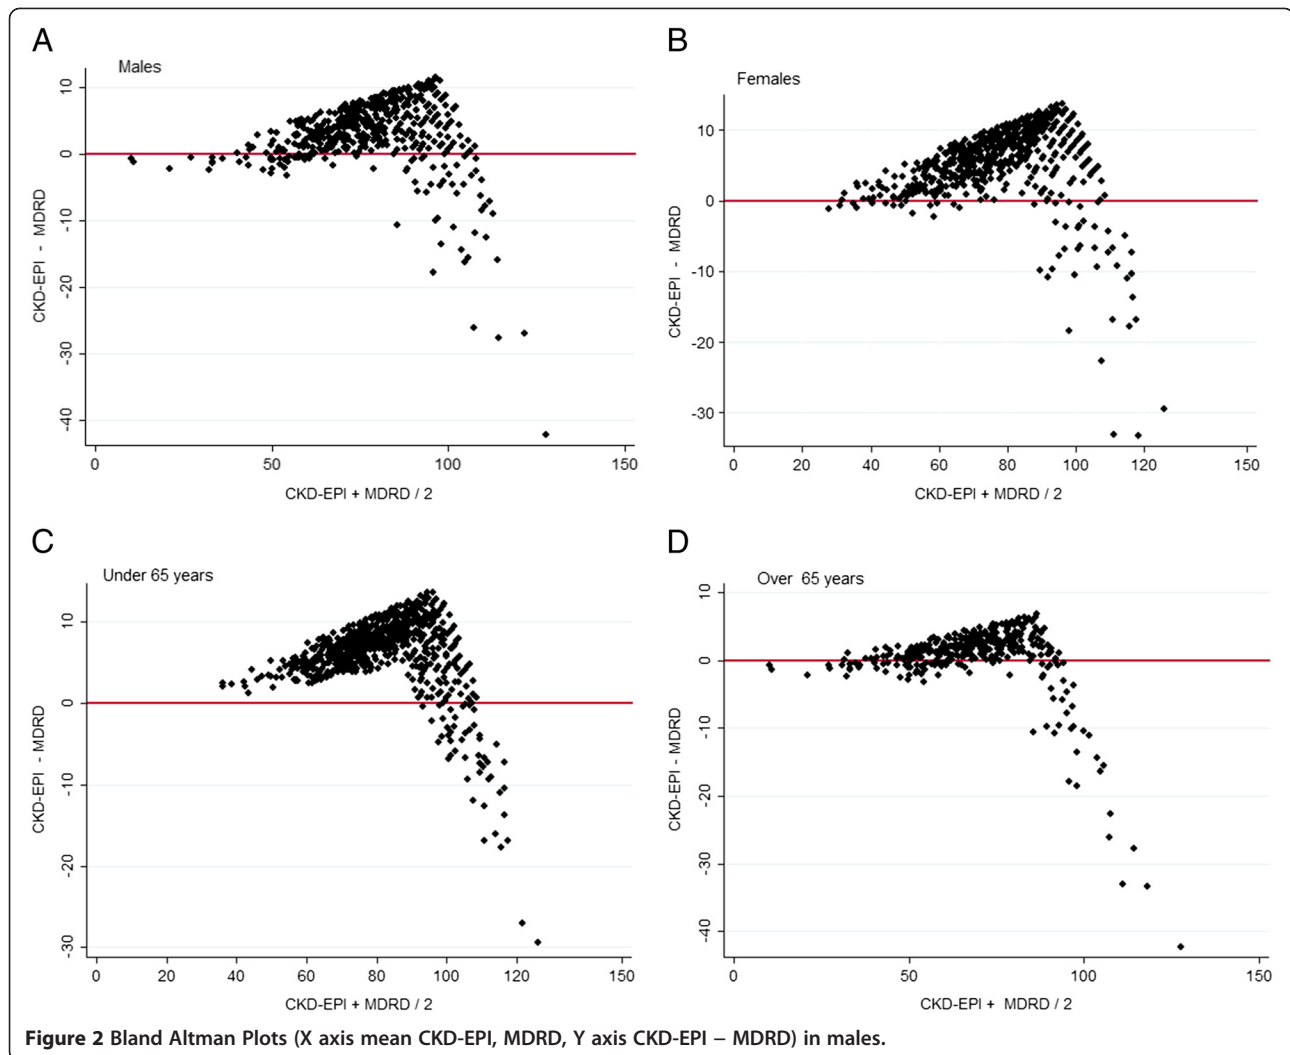 A
Males
10
0
-10
-20
-30
-40
CKD-EPI - MDRD
0 50 100 150
CKD-EPI + MDRD / 2
B
Females
10
0
-10
-20
-30
CKD-EPI - MDRD
0 20 40 60 80 100 120 150
CKD-EPI + MDRD / 2
C
Under 65 years
10
0
-10
-20
-30
CKD-EPI - MDRD
0 20 40 60 80 100 120 150
CKD-EPI + MDRD / 2
D
Over 65 years
10
0
-10
-20
-30
-40
CKD-EPI - MDRD
0 50 100 150
CKD-EPI + MDRD / 2
Figure 2 Bland Altman Plots (X axis mean CKD-EPI, MDRD, Y axis CKD-EPI – MDRD) in males.